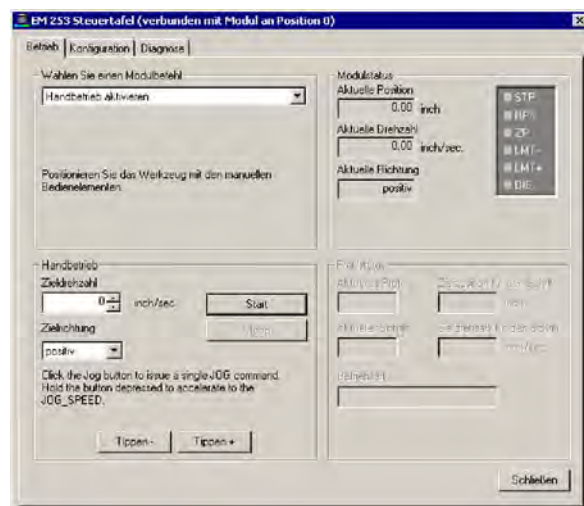 EM 253 Steuertafel (verbunden mit Modul an Position 0)
Betrieb Konfiguration Diagnose
Wählen Sie einen Modulbefehl
Handbetrieb aktivieren
Positionieren Sie das Werkzeug mit den manuellen
Bedienelementen.
Modulstatus
Aktuelle Position
0.00 inch
Aktuelle Drehzahl
0.00 inch/sec.
Aktuelle Richtung
positiv
STP
RPS
ZP
LMT-
LMT+
DIS
Handbetrieb
Zieldrehzahl
0 inch/sec
Start
Zielrichtung
positiv
Click the Jog button to issue a single JOG command.
Hold the button depressed to accelerate to the
JOG_SPEED.
Tippen - Tippen +
Schließen